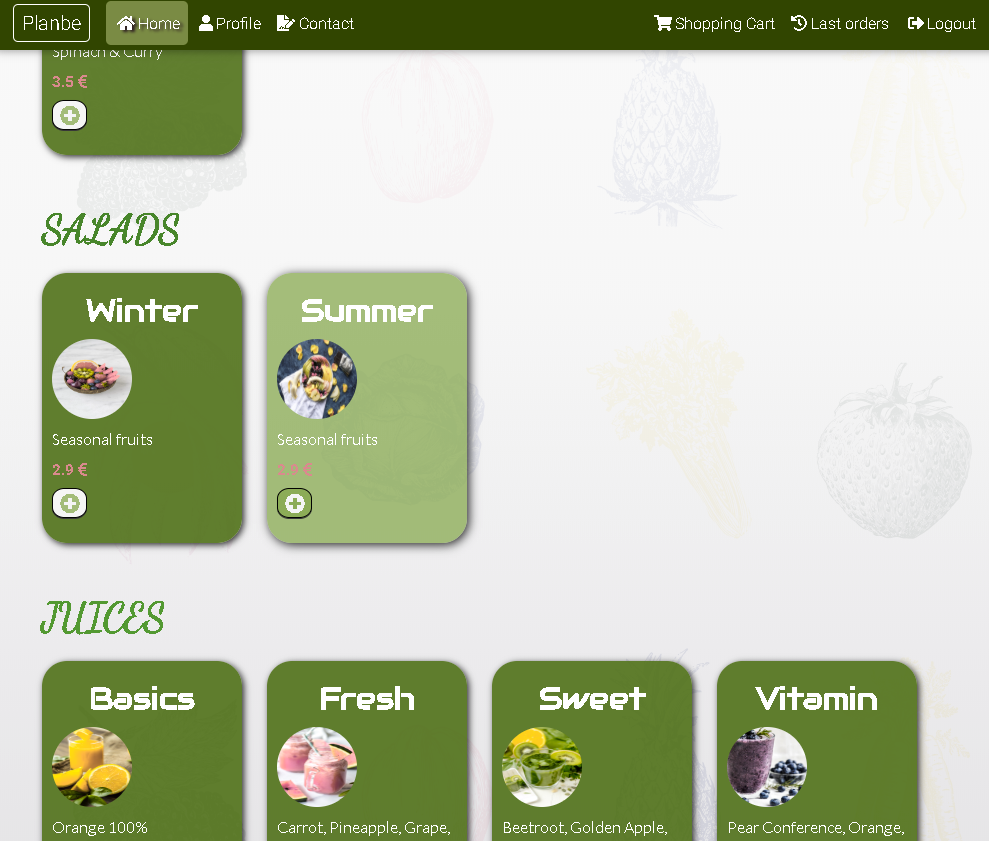 Planbe
Home
Profile
Contact
Shopping Cart
Last orders
Logout
Spinach & Curry
3.5 €
SALADS
Winter
Summer
Seasonal fruits
Seasonal fruits
2.9 €
2.9 €
JUICES
Basics
Fresh
Sweet
Vitamin
Orange 100%
Carrot, Pineapple, Grape,
Beetroot, Golden Apple,
Pear Conference, Orange,